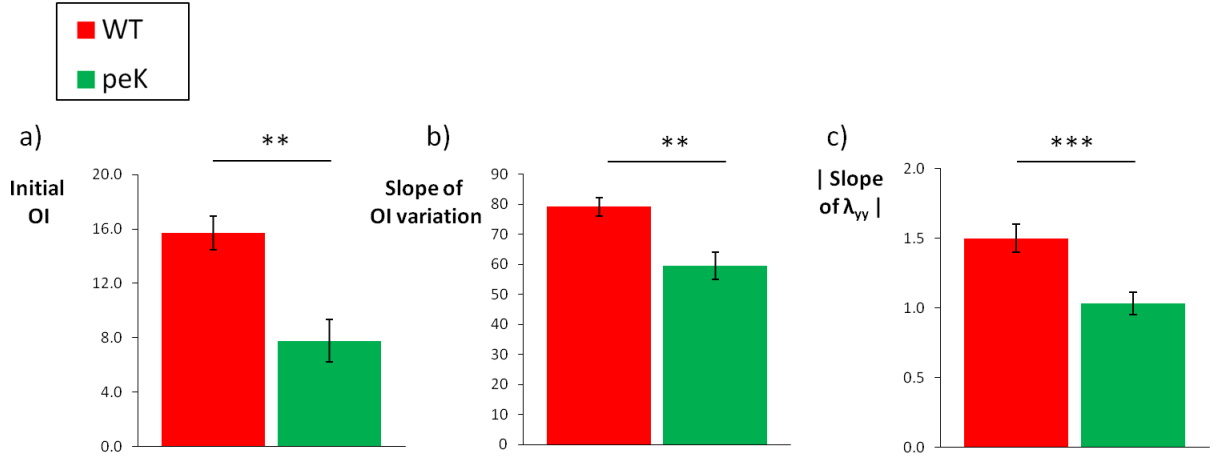 WT
peK
a)
**
Initial
OI
20.0
16.0
12.0
8.0
4.0
0.0
b)
**
Slope of
OI variation
90
80
70
60
50
40
30
20
10
0
c)
***
| Slope
of λyy |
2.0
1.5
1.0
0.5
0.0